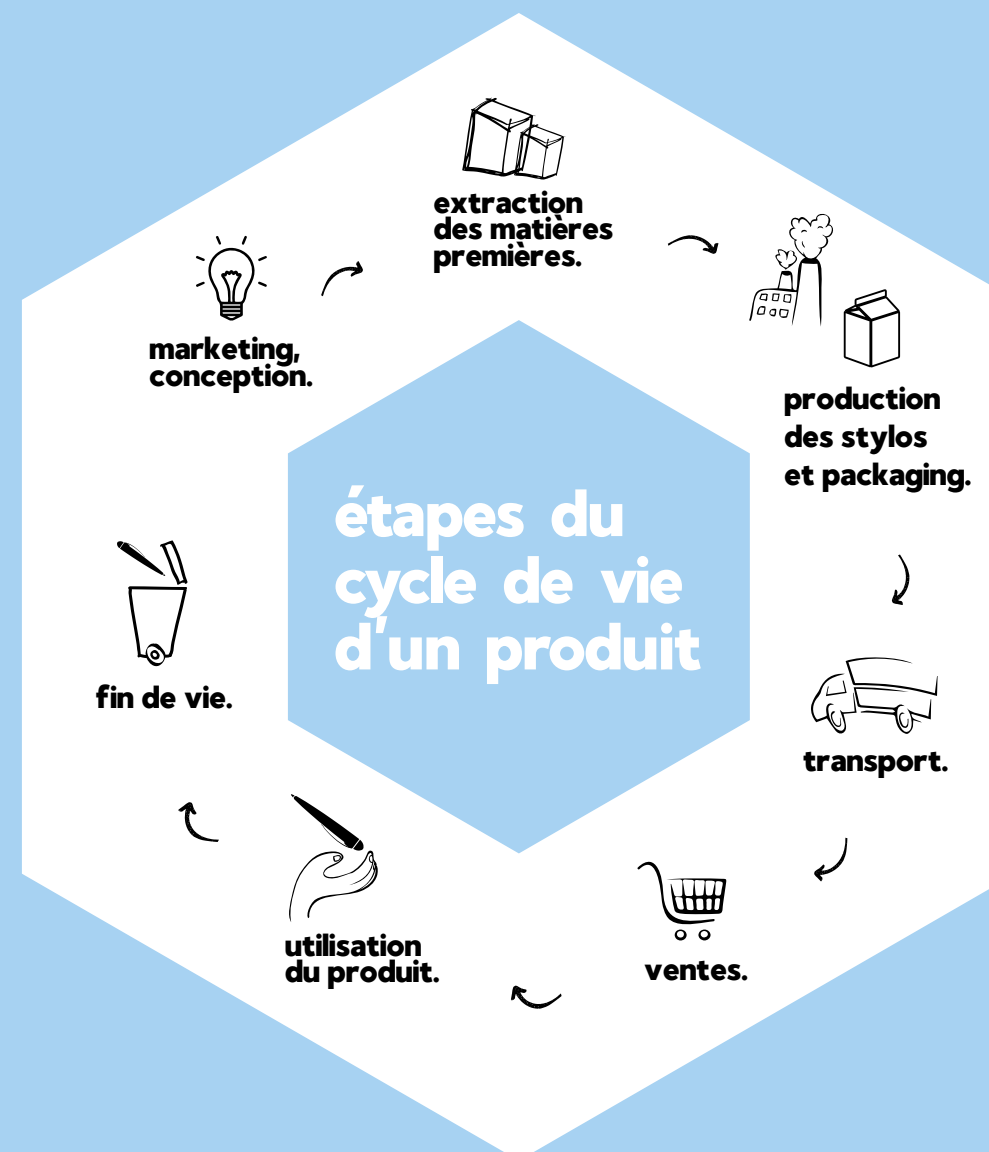 étapes du
cycle de vie
d'un produit
marketing,
conception.
extraction
des matières
premières.
production
des stylos
et packaging.
transport.
ventes.
utilisation
du produit.
fin de vie.